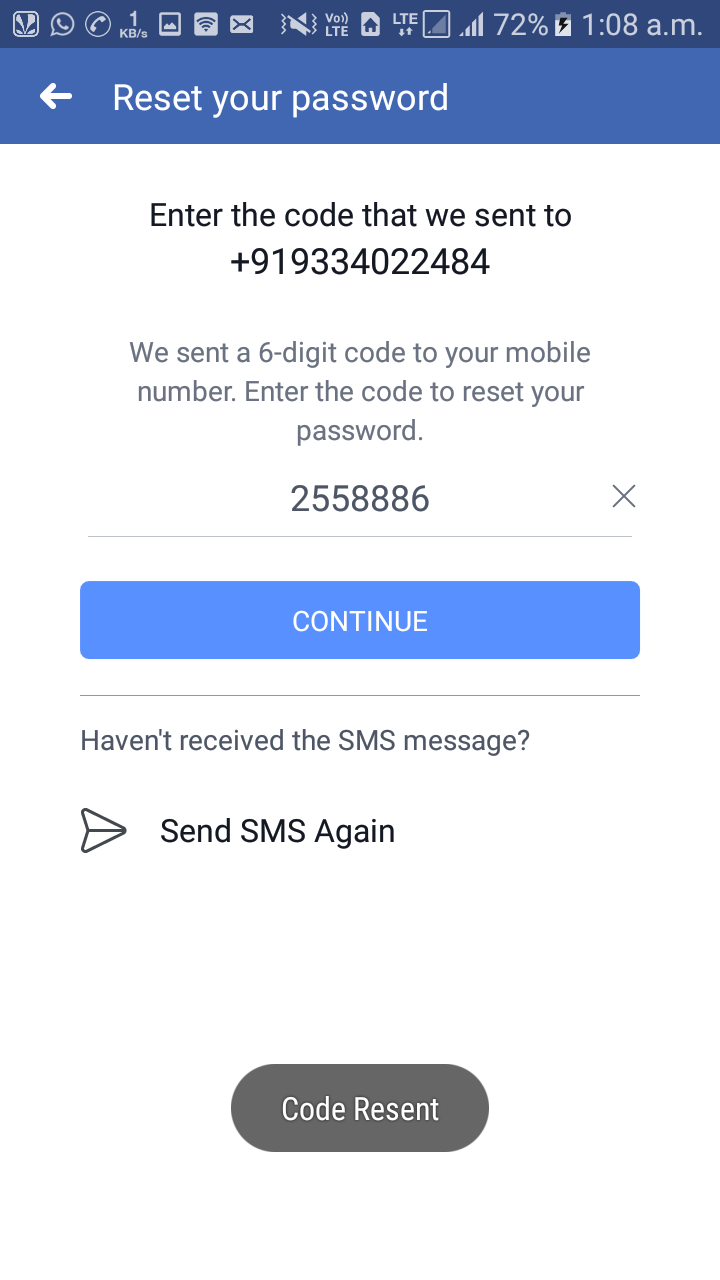 1
KB/s
Vo))
LTE
LTE
72%
1:08 a.m.
Reset your password
Enter the code that we sent to
+919334022484
We sent a 6-digit code to your mobile
number. Enter the code to reset your
password.
2558886
CONTINUE
Haven't received the SMS message?
Send SMS Again
Code Resent